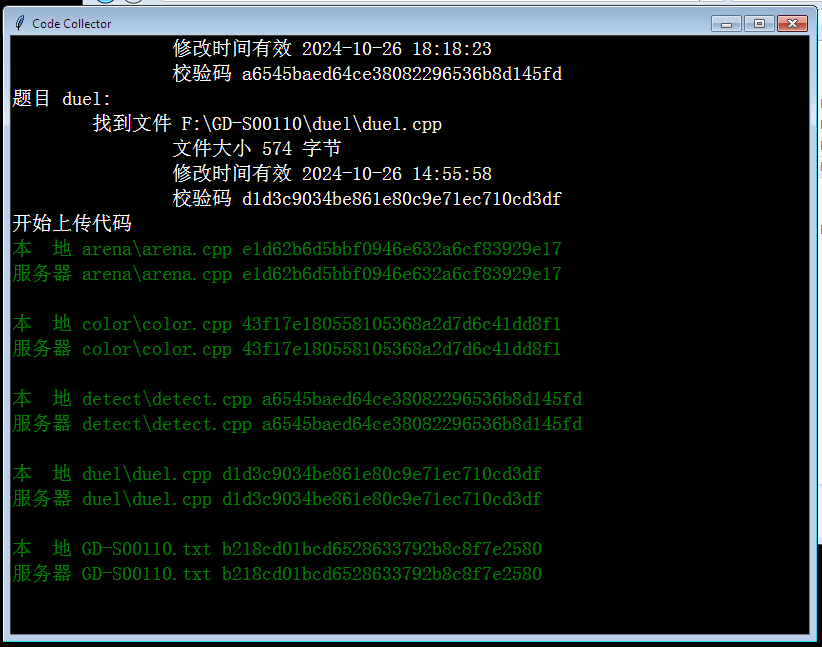 Code Collector
修改时间有效 2024-10-26 18:18:23
校验码 a6545baed64ce38082296536b8d145fd
题目 duel:
找到文件 F:\GD-S00110\duel\duel.cpp
文件大小 574 字节
修改时间有效 2024-10-26 14:55:58
校验码 d1d3c9034be861e80c9e71ec710cd3df
开始上传代码
本 地 arena\arena.cpp e1d62b6d5bbf0946e632a6cf83929e17
服务器 arena\arena.cpp e1d62b6d5bbf0946e632a6cf83929e17
本 地 color\color.cpp 43f17e180558105368a2d7d6c41dd8f1
服务器 color\color.cpp 43f17e180558105368a2d7d6c41dd8f1
本 地 detect\detect.cpp a6545baed64ce38082296536b8d145fd
服务器 detect\detect.cpp a6545baed64ce38082296536b8d145fd
本 地 duel\duel.cpp d1d3c9034be861e80c9e71ec710cd3df
服务器 duel\duel.cpp d1d3c9034be861e80c9e71ec710cd3df
本 地 GD-S00110.txt b218cd01bcd6528633792b8c8f7e2580
服务器 GD-S00110.txt b218cd01bcd6528633792b8c8f7e2580